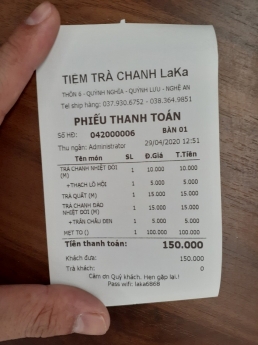 TIEM TRÀ CHANH LaKa
THÔN 6 - QUỲNH NGHĨA - QUỲNH LƯU - NGHỆ AN
Tel ship hàng: 037.930.6752 - 038.364.9851
PHIẾU THANH TOÁN
Số HĐ: 042000006 BÀN 01
29/04/2020 12:51
Thu ngân: Administrator
Tên món SL Đ.Giá T.Tiền
TRÀ CHANH NHIỆT ĐỚI (M) 1 10.000 10.000
+THẠCH LÔ HỘI 1 5.000 5.000
TRÀ QUẤT (M) 1 15.000 15.000
TRÀ CHANH ĐÀO NHIỆT ĐỚI (M) 1 15.000 15.000
+TRÂN CHÂU ĐEN 1 5.000 5.000
MẸT TO () 1 100.000 100.000
Tiền thanh toán: 150.000
Khách đưa: 150.000
Trả khách: 0
Cảm ơn Quý khách. Hẹn gặp lại.!
Pass wifi: laka6868